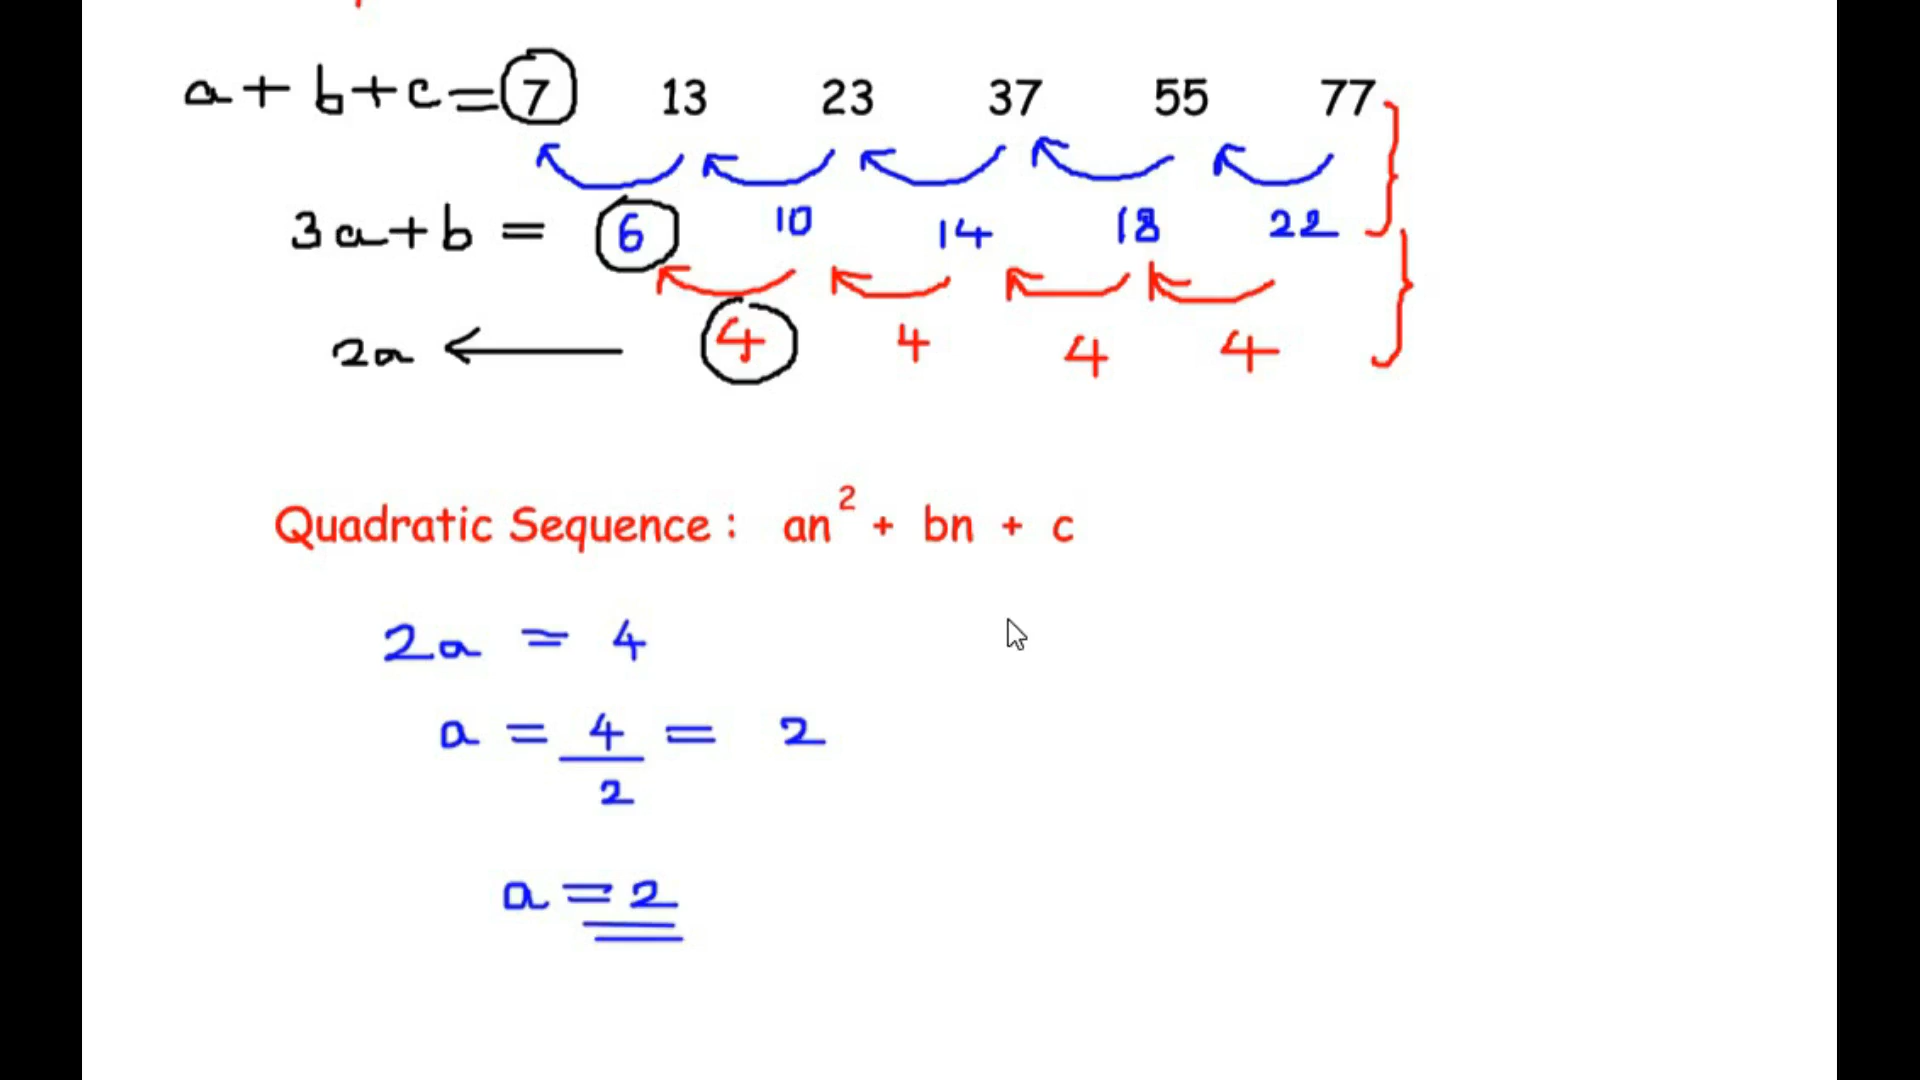 a + b + c = 7 13 23 37 55 77
3a + b = 6 10 14 18 22
2a ← 4 4 4 4
Quadratic Sequence : an² + bn + c
2a = 4
a = 4/2 = 2
a = 2